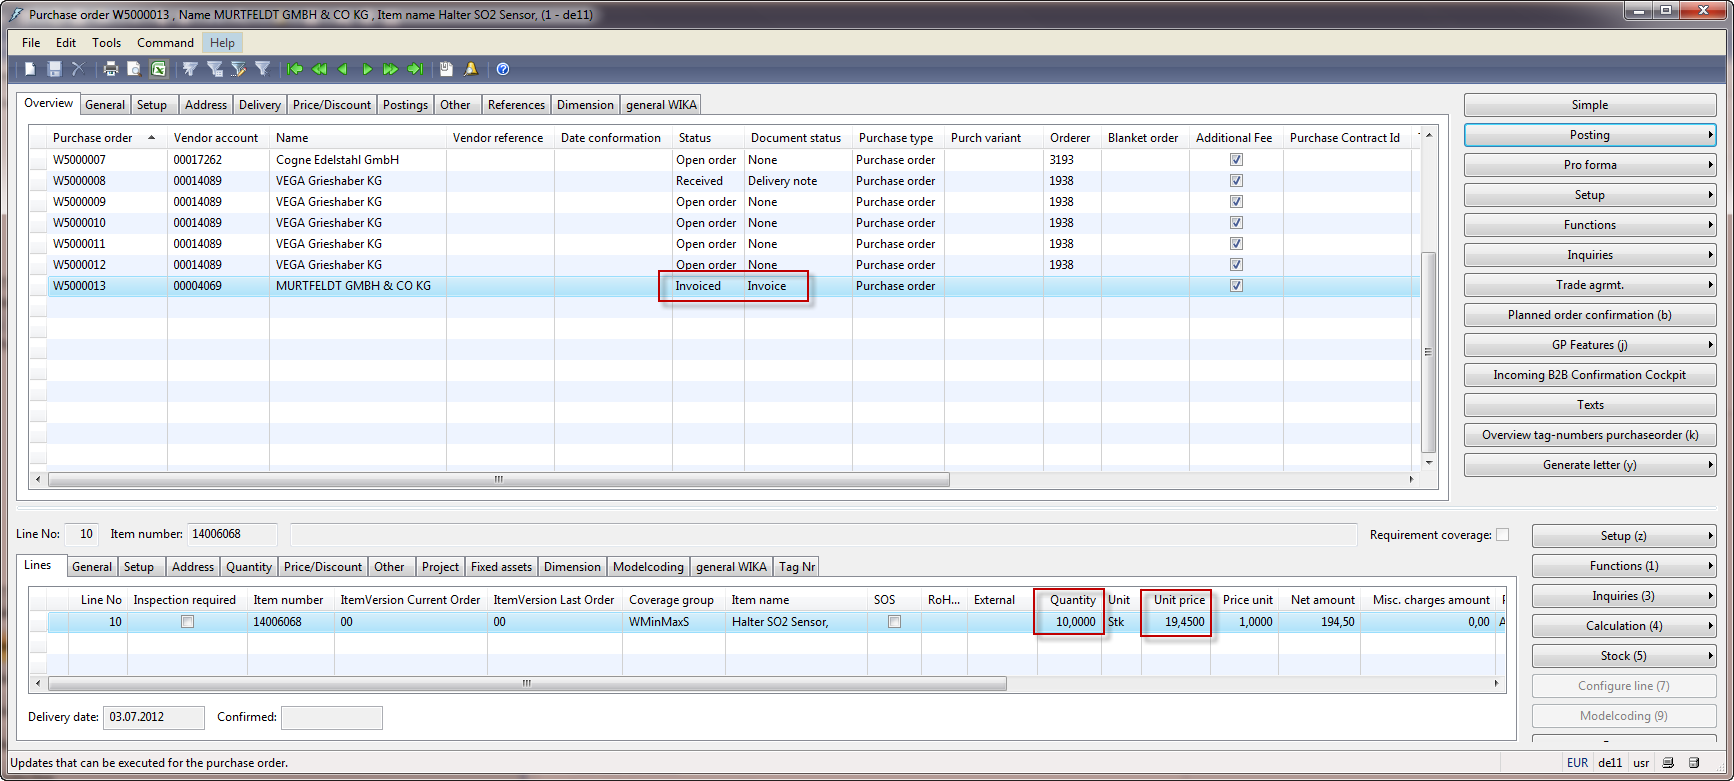 Purchase order W5000013 , Name MURTFELDT GMBH & CO KG , Item name Halter SO2 Sensor, (1 - de11)
File Edit Tools Command Help
Overview General Setup Address Delivery Price/Discount Postings Other References Dimension general WIKA
Purchase order Vendor account Name Vendor reference Date conformation Status Document status Purchase type Purch variant Orderer Blanket order Additional Fee Purchase Contract Id
W5000007 00017262 Cogne Edelstahl GmbH Open order None Purchase order 3193
W5000008 00014089 VEGA Grieshaber KG Received Delivery note Purchase order 1938
W5000009 00014089 VEGA Grieshaber KG Open order None Purchase order 1938
W5000010 00014089 VEGA Grieshaber KG Open order None Purchase order 1938
W5000011 00014089 VEGA Grieshaber KG Open order None Purchase order 1938
W5000012 00014089 VEGA Grieshaber KG Open order None Purchase order 1938
W5000013 00004069 MURTFELDT GMBH & CO KG Invoiced Invoice Purchase order
Simple
Posting
Pro forma
Setup
Functions
Inquiries
Trade agrmt.
Planned order confirmation (b)
GP Features (j)
Incoming B2B Confirmation Cockpit
Texts
Overview tag-numbers purchaseorder (k)
Generate letter (y)
Line No: 10 Item number: 14006068 Requirement coverage:
Lines General Setup Address Quantity Price/Discount Other Project Fixed assets Dimension Modelcoding general WIKA Tag Nr
Line No Inspection required Item number ItemVersion Current Order ItemVersion Last Order Coverage group Item name SOS RoH... External Quantity Unit Unit price Price unit Net amount Misc. charges amount
10 14006068 00 00 WMinMaxS Halter SO2 Sensor, 10,0000 Stk 19,4500 1,0000 194,50 0,00
Setup (z)
Functions (1)
Inquiries (3)
Calculation (4)
Stock (5)
Configure line (7)
Modelcoding (9)
Delivery date: 03.07.2012 Confirmed:
Updates that can be executed for the purchase order. EUR de11 usr